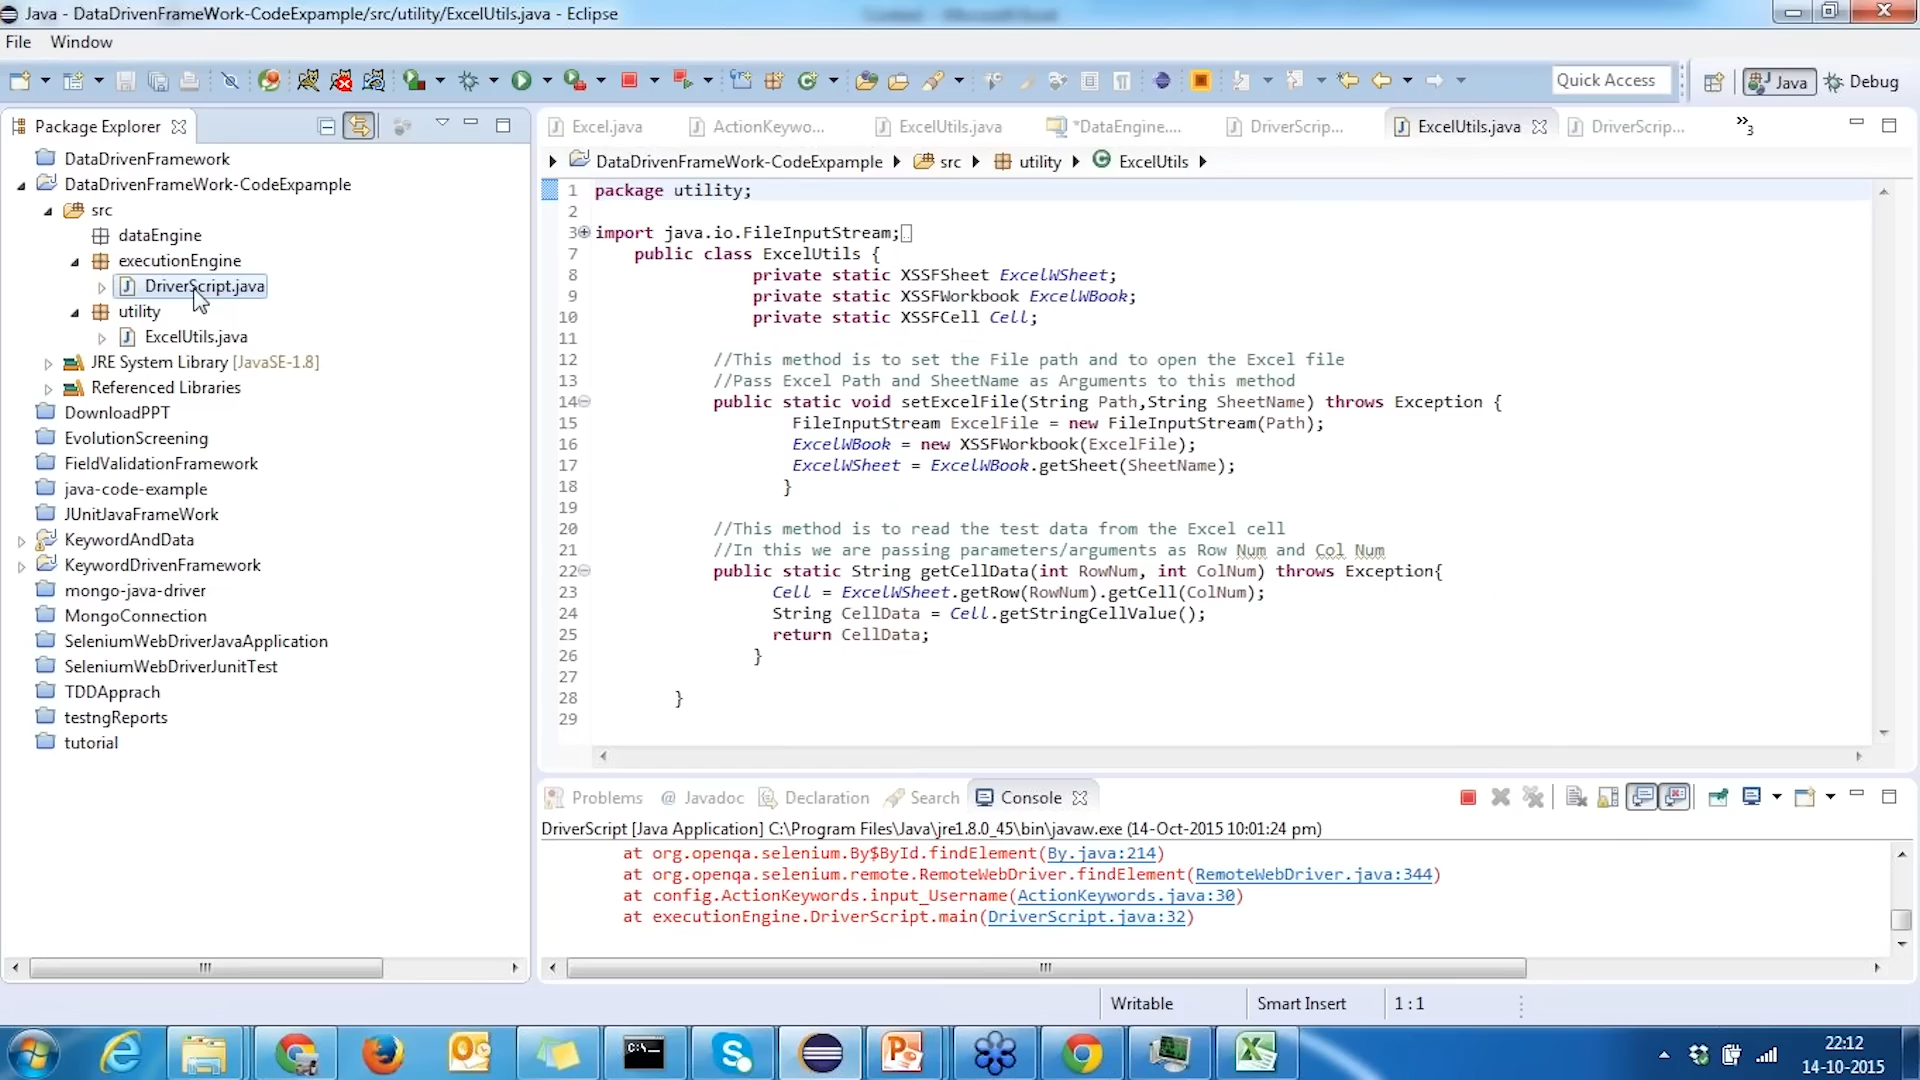 Java - DataDrivenFrameWork-CodeExpample/src/utility/ExcelUtils.java - Eclipse
File Window
Quick Access
Java
Debug
Package Explorer
DataDrivenFramework
DataDrivenFrameWork-CodeExpample
src
dataEngine
executionEngine
DriverScript.java
utility
ExcelUtils.java
JRE System Library [JavaSE-1.8]
Referenced Libraries
DownloadPPT
EvolutionScreening
FieldValidationFramework
java-code-example
JUnitJavaFrameWork
KeywordAndData
KeywordDrivenFramework
mongo-java-driver
MongoConnection
SeleniumWebDriverJavaApplication
SeleniumWebDriverJunitTest
TDDApprach
testngReports
tutorial
Excel.java ActionKeywo... ExcelUtils.java *DataEngine.... DriverScrip... ExcelUtils.java DriverScrip... »3
DataDrivenFrameWork-CodeExpample src utility ExcelUtils
1 package utility;
2
3 import java.io.FileInputStream;
7 public class ExcelUtils {
8 private static XSSFSheet ExcelWSheet;
9 private static XSSFWorkbook ExcelWBook;
10 private static XSSFCell Cell;
11
12 //This method is to set the File path and to open the Excel file
13 //Pass Excel Path and SheetName as Arguments to this method
14 public static void setExcelFile(String Path,String SheetName) throws Exception {
15 FileInputStream ExcelFile = new FileInputStream(Path);
16 ExcelWBook = new XSSFWorkbook(ExcelFile);
17 ExcelWSheet = ExcelWBook.getSheet(SheetName);
18 }
19
20 //This method is to read the test data from the Excel cell
21 //In this we are passing parameters/arguments as Row Num and Col Num
22 public static String getCellData(int RowNum, int ColNum) throws Exception{
23 Cell = ExcelWSheet.getRow(RowNum).getCell(ColNum);
24 String CellData = Cell.getStringCellValue();
25 return CellData;
26 }
27
28 }
29
Problems @ Javadoc Declaration Search Console
DriverScript [Java Application] C:\Program Files\Java\jre1.8.0_45\bin\javaw.exe (14-Oct-2015 10:01:24 pm)
at org.openqa.selenium.By$ById.findElement(By.java:214)
at org.openqa.selenium.remote.RemoteWebDriver.findElement(RemoteWebDriver.java:344)
at config.ActionKeywords.input_Username(ActionKeywords.java:30)
at executionEngine.DriverScript.main(DriverScript.java:32)
Writable Smart Insert 1 : 1
22:12
14-10-2015